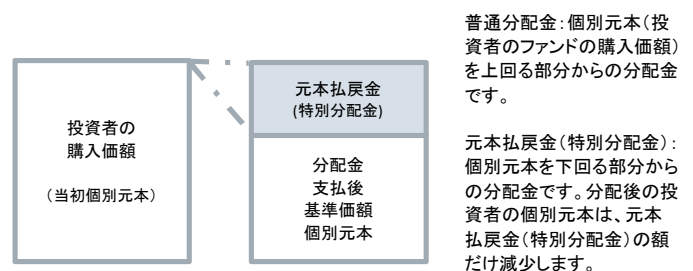 投資者の
購入価額
（当初個別元本）
元本払戻金
(特別分配金)
分配金
支払後
基準価額
個別元本
普通分配金：個別元本（投
資者のファンドの購入価額）
を上回る部分からの分配金
です。
元本払戻金（特別分配金）：
個別元本を下回る部分から
の分配金です。分配後の投
資者の個別元本は、元本
払戻金（特別分配金）の額
だけ減少します。